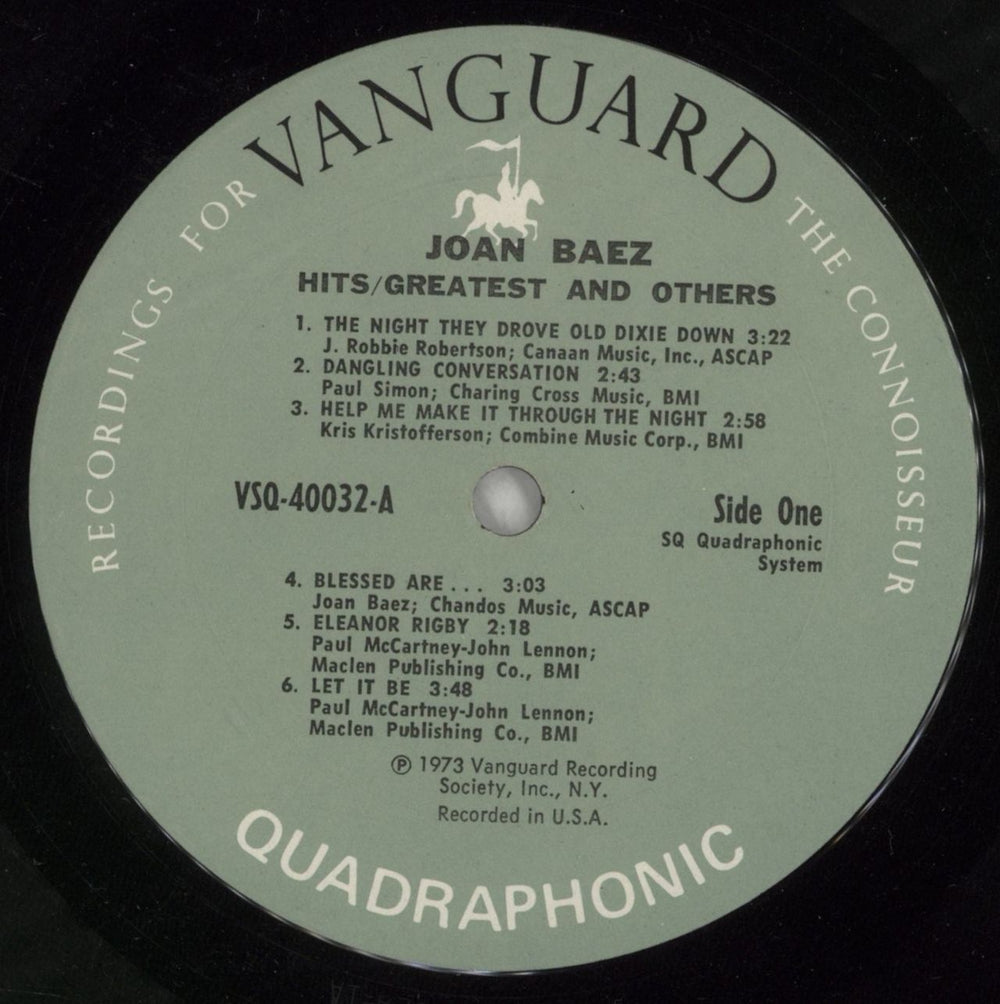 RECORDINGS FOR VANGUARD THE CONNOISSEUR
JOAN BAEZ
HITS/GREATEST AND OTHERS
1. THE NIGHT THEY DROVE OLD DIXIE DOWN 3:22
J. Robbie Robertson; Canaan Music, Inc., ASCAP
2. DANGLING CONVERSATION 2:43
Paul Simon; Charing Cross Music, BMI
3. HELP ME MAKE IT THROUGH THE NIGHT 2:58
Kris Kristofferson; Combine Music Corp., BMI
VSQ-40032-A
Side One
SQ Quadraphonic
System
4. BLESSED ARE... 3:03
Joan Baez; Chandos Music, ASCAP
5. ELEANOR RIGBY 2:18
Paul McCartney-John Lennon;
Maclen Publishing Co., BMI
6. LET IT BE 3:48
Paul McCartney-John Lennon;
Maclen Publishing Co., BMI
℗ 1973 Vanguard Recording
Society, Inc., N.Y.
Recorded in U.S.A.
QUADRAPHONIC